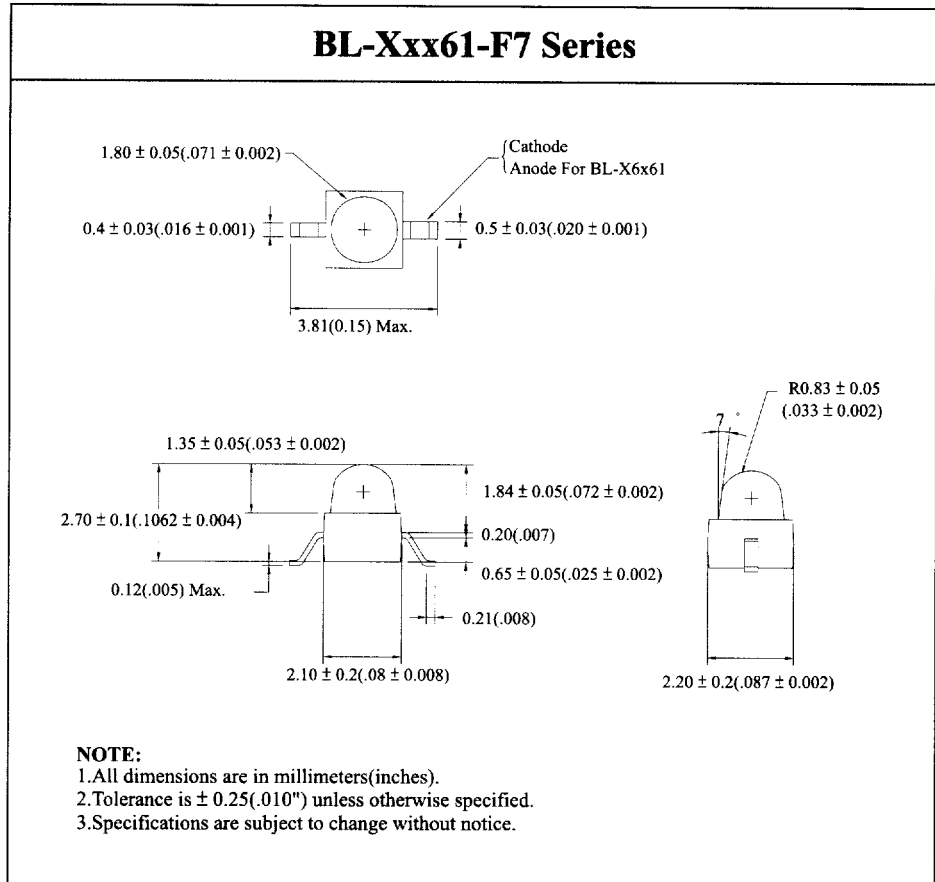 BL-Xxx61-F7 Series
1.80 ± 0.05(.071 ± 0.002)
Cathode
Anode For BL-X6x61
0.4 ± 0.03(.016 ± 0.001)
0.5 ± 0.03(.020 ± 0.001)
3.81(0.15) Max.
R0.83 ± 0.05
(.033 ± 0.002)
7 °
1.35 ± 0.05(.053 ± 0.002)
1.84 ± 0.05(.072 ± 0.002)
2.70 ± 0.1(.1062 ± 0.004)
0.20(.007)
0.65 ± 0.05(.025 ± 0.002)
0.12(.005) Max.
0.21(.008)
2.10 ± 0.2(.08 ± 0.008)
2.20 ± 0.2(.087 ± 0.002)
NOTE:
1.All dimensions are in millimeters(inches).
2.Tolerance is ± 0.25(.010") unless otherwise specified.
3.Specifications are subject to change without notice.